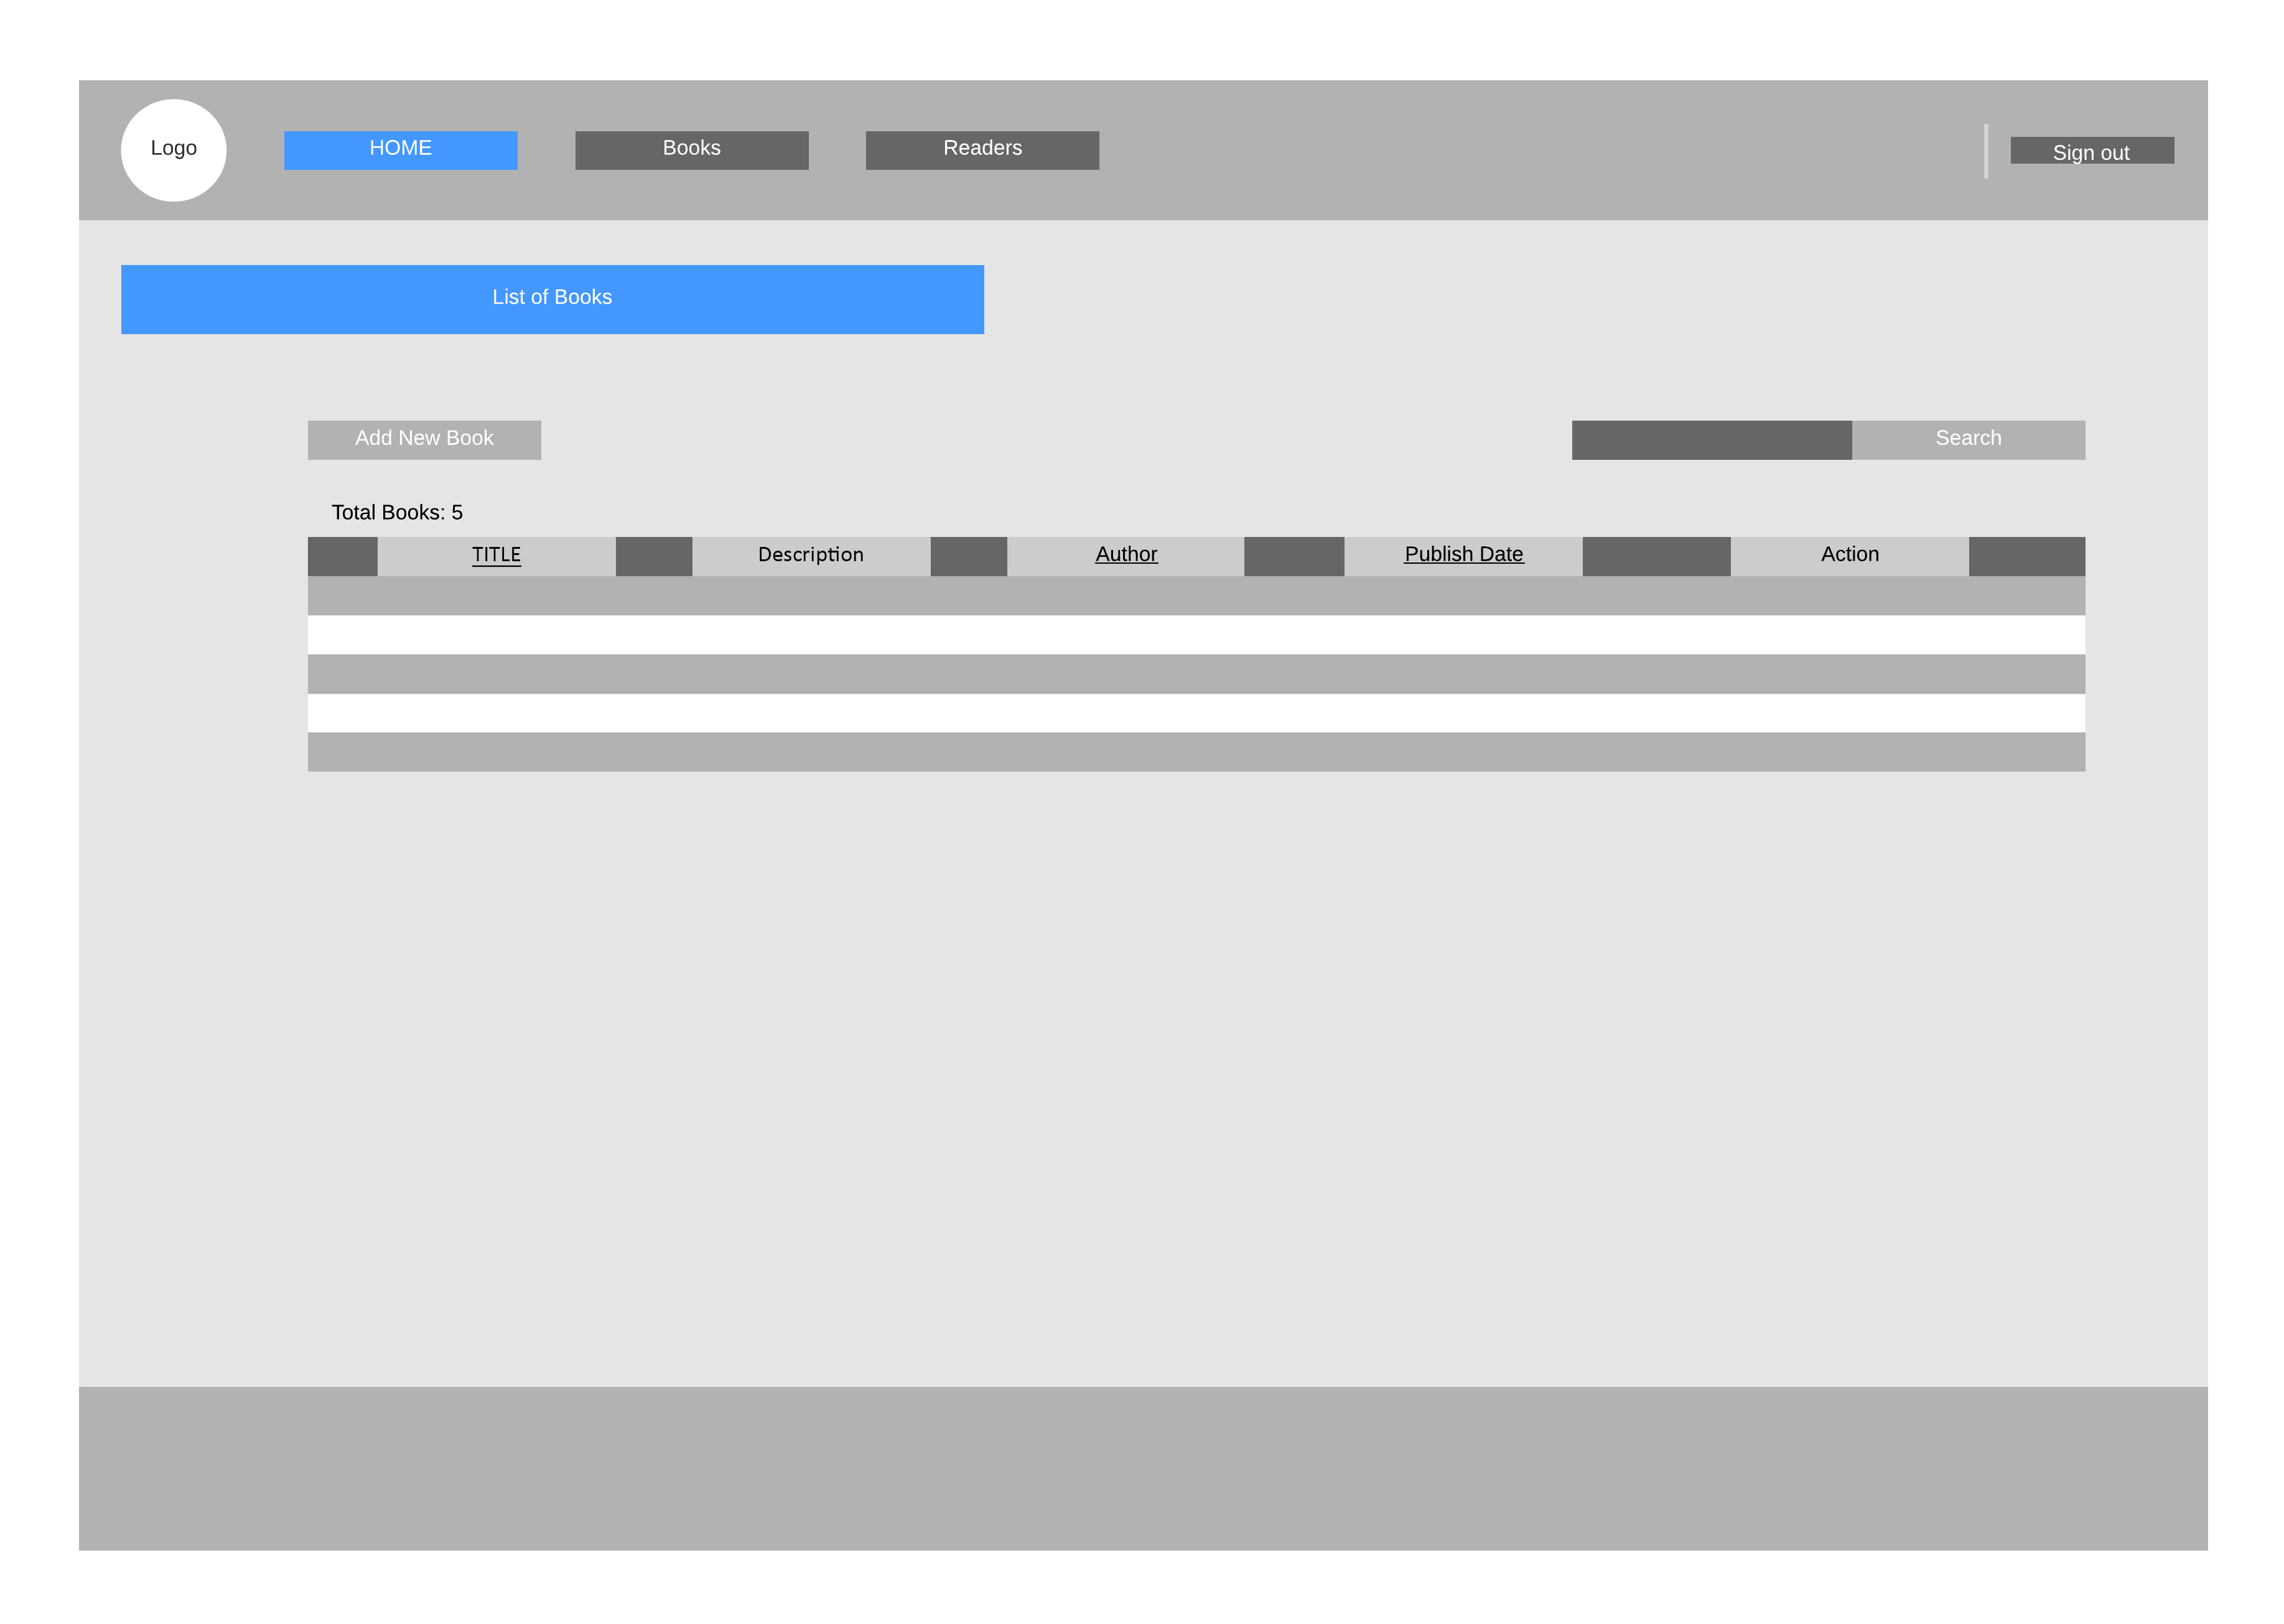 Logo
HOME
Books
Readers
Sign out
List of Books
Add New Book
Search
Total Books: 5
TITLE
Description
Author
Publish Date
Action